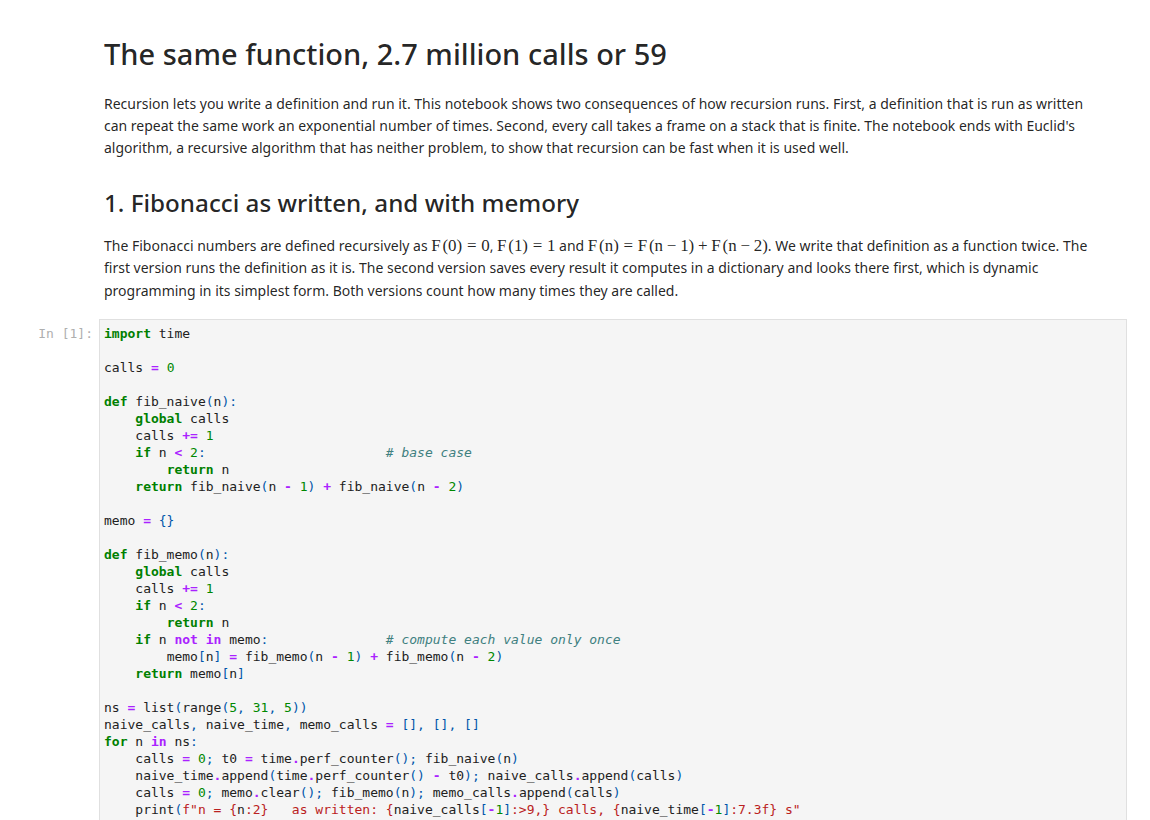 The same function, 2.7 million calls or 59
Recursion lets you write a definition and run it. This notebook shows two consequences of how recursion runs. First, a definition that is run as written
can repeat the same work an exponential number of times. Second, every call takes a frame on a stack that is finite. The notebook ends with Euclid's
algorithm, a recursive algorithm that has neither problem, to show that recursion can be fast when it is used well.
1. Fibonacci as written, and with memory
The Fibonacci numbers are defined recursively as F(0) = 0, F(1) = 1 and F(n) = F(n − 1) + F(n − 2). We write that definition as a function twice. The
first version runs the definition as it is. The second version saves every result it computes in a dictionary and looks there first, which is dynamic
programming in its simplest form. Both versions count how many times they are called.
In [1]: import time
calls = 0
def fib_naive(n):
    global calls
    calls += 1
    if n < 2:                       # base case
        return n
    return fib_naive(n - 1) + fib_naive(n - 2)
memo = {}
def fib_memo(n):
    global calls
    calls += 1
    if n < 2:
        return n
    if n not in memo:               # compute each value only once
        memo[n] = fib_memo(n - 1) + fib_memo(n - 2)
    return memo[n]
ns = list(range(5, 31, 5))
naive_calls, naive_time, memo_calls = [], [], []
for n in ns:
    calls = 0; t0 = time.perf_counter(); fib_naive(n)
    naive_time.append(time.perf_counter() - t0); naive_calls.append(calls)
    calls = 0; memo.clear(); fib_memo(n); memo_calls.append(calls)
    print(f"n = {n:2}   as written: {naive_calls[-1]:>9,} calls, {naive_time[-1]:7.3f} s"